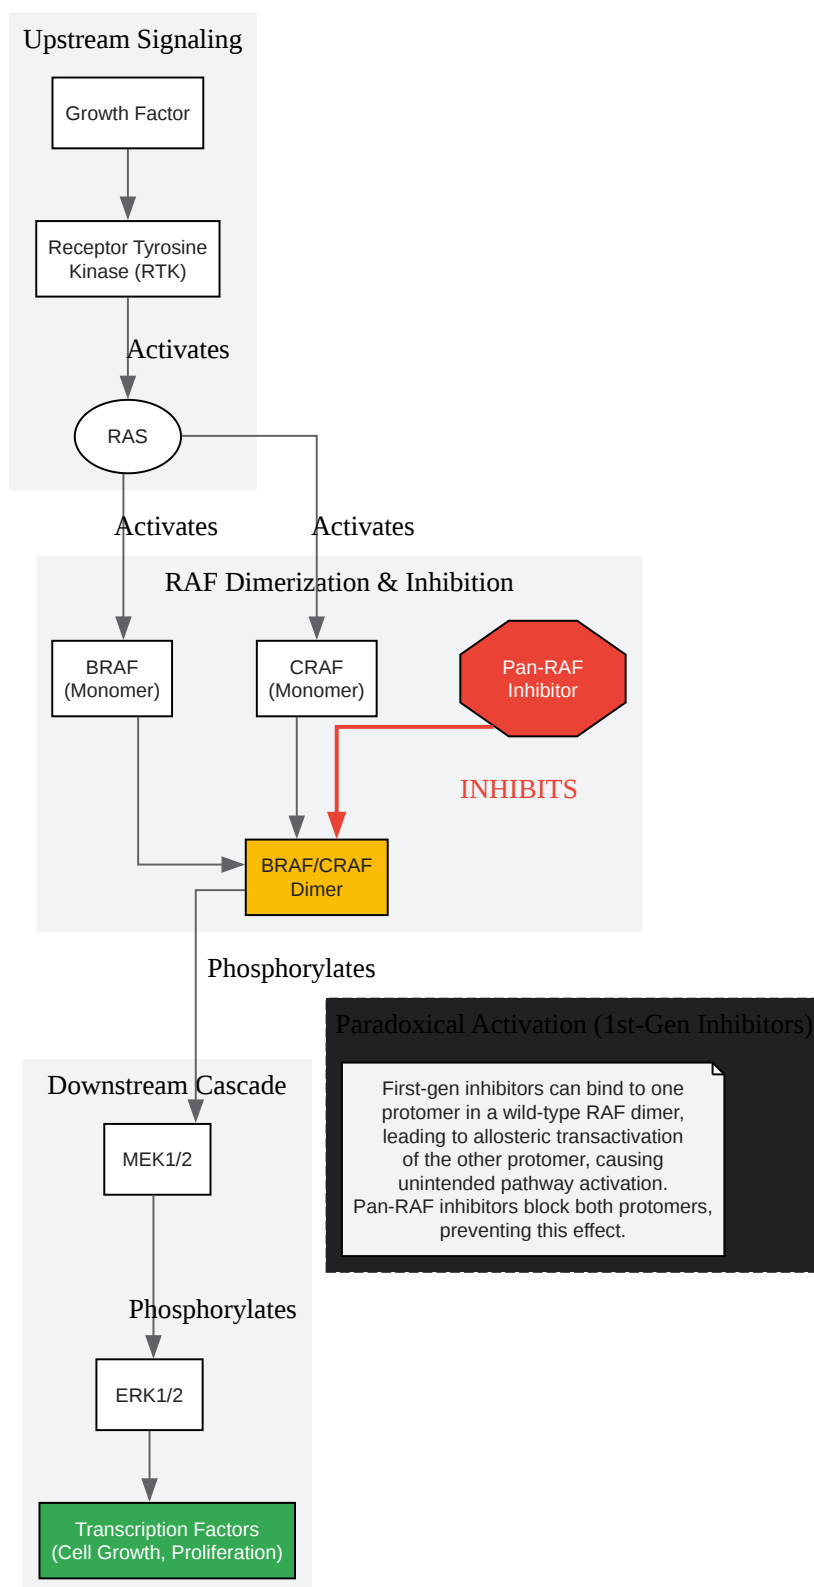 Upstream Signaling
Growth Factor
Receptor Tyrosine
Kinase (RTK)
Activates
RAS
Activates
Activates
RAF Dimerization & Inhibition
BRAF
(Monomer)
CRAF
(Monomer)
Pan-RAF
Inhibitor
INHIBITS
BRAF/CRAF
Dimer
Phosphorylates
Paradoxical Activation (1st-Gen Inhibitors)
First-gen inhibitors can bind to one
protomer in a wild-type RAF dimer,
leading to allosteric transactivation
of the other protomer, causing
unintended pathway activation.
Pan-RAF inhibitors block both protomers,
preventing this effect.
Downstream Cascade
MEK1/2
Phosphorylates
ERK1/2
Transcription Factors
(Cell Growth, Proliferation)